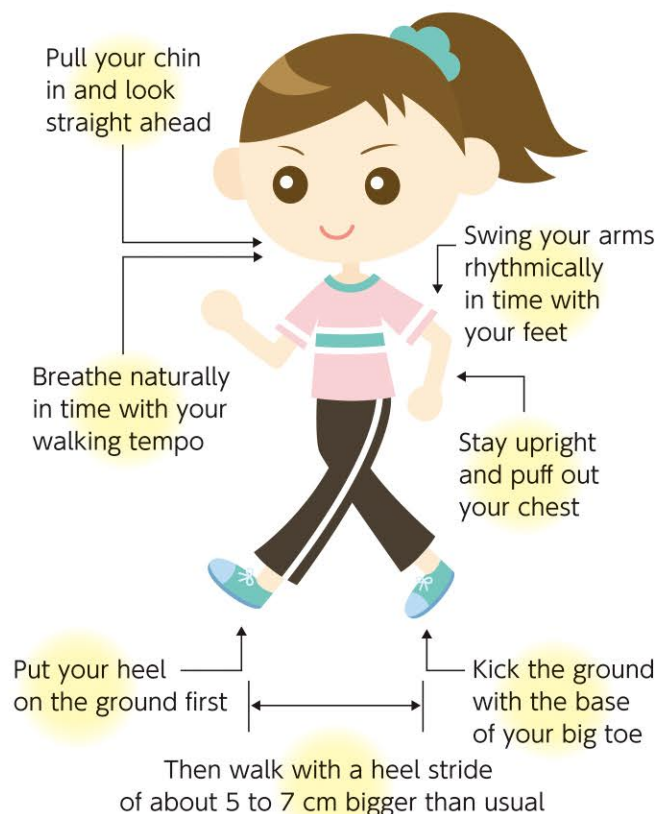 Pull your chin
in and look
straight ahead
Swing your arms
rhythmically
in time with
your feet
Breathe naturally
in time with your
walking tempo
Stay upright
and puff out
your chest
Put your heel
on the ground first
Kick the ground
with the base
of your big toe
Then walk with a heel stride
of about 5 to 7 cm bigger than usual